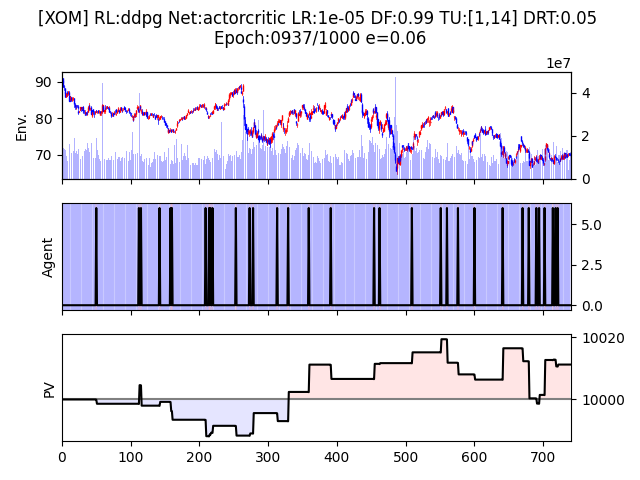 [XOM] RL:ddpg Net:actorcritic LR:1e-05 DF:0.99 TU:[1,14] DRT:0.05
Epoch:0937/1000 e=0.06
1e7
90
80
70
Env.
4
2
0
Agent
5.0
2.5
0.0
PV
10020
10000
0 100 200 300 400 500 600 700